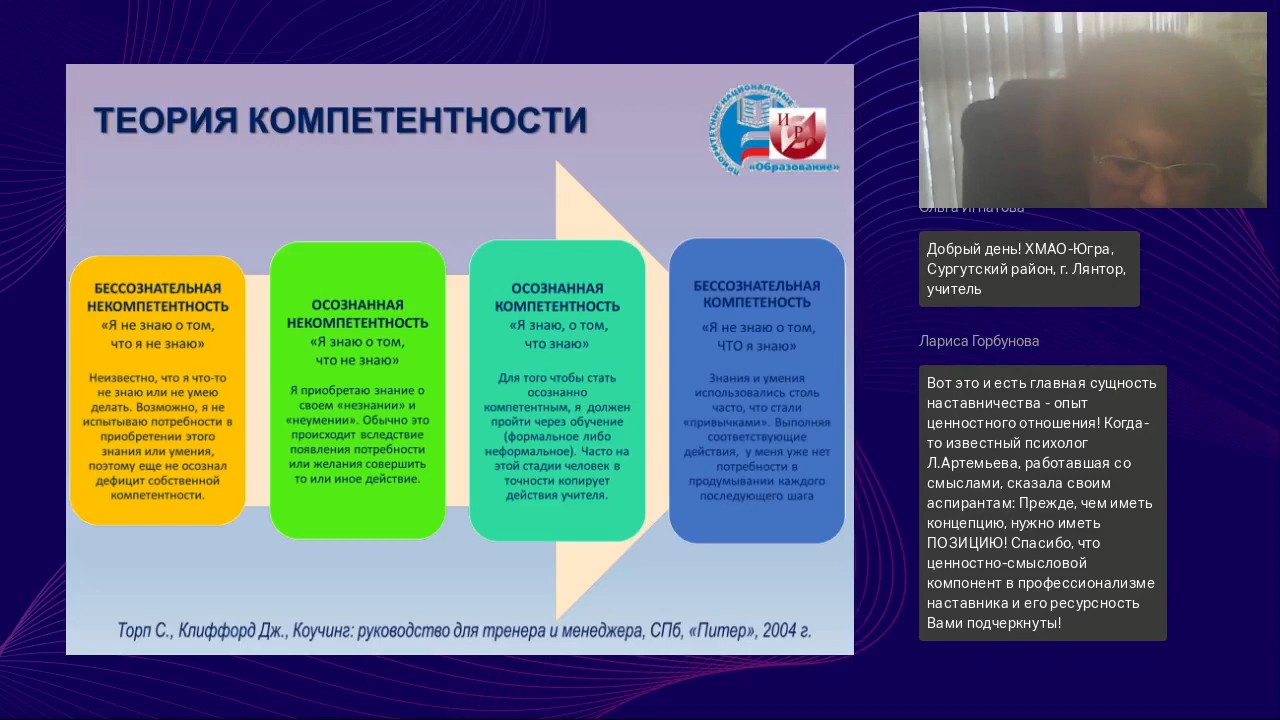 ТЕОРИЯ КОМПЕТЕНТНОСТИ
ПРИОРИТЕТНЫЕ НАЦИОНАЛЬНЫЕ
ИРО
«Образование»
БЕССОЗНАТЕЛЬНАЯ
НЕКОМПЕТЕНТНОСТЬ
«Я не знаю о том,
что я не знаю»
Неизвестно, что я что-то
не знаю или не умею
делать. Возможно, я не
испытываю потребности в
приобретении этого
знания или умения,
поэтому еще не осознал
дефицит собственной
компетентности.
ОСОЗНАННАЯ
НЕКОМПЕТЕНТНОСТЬ
«Я знаю о том,
что не знаю»
Я приобретаю знание о
своем «незнании» и
«неумении». Обычно это
происходит вследствие
появления потребности
или желания совершить
то или иное действие.
ОСОЗНАННАЯ
КОМПЕТЕНТНОСТЬ
«Я знаю, о том,
что знаю»
Для того чтобы стать
осознанно
компетентным, я должен
пройти через обучение
(формальное либо
неформальное). Часто на
этой стадии человек в
точности копирует
действия учителя.
БЕССОЗНАТЕЛЬНАЯ
КОМПЕТЕНОСТЬ
«Я не знаю о том,
ЧТО я знаю»
Знания и умения
использовались столь
часто, что стали
«привычками». Выполняя
соответствующие
действия, у меня уже нет
потребности в
продумывании каждого
последующего шага
Торп С., Клиффорд Дж., Коучинг: руководство для тренера и менеджера, СПб, «Питер», 2004 г.
Ольга Игнатова
Добрый день! ХМАО-Югра,
Сургутский район, г. Лянтор,
учитель
Лариса Горбунова
Вот это и есть главная сущность
наставничества - опыт
ценностного отношения! Когда-
то известный психолог
Л.Артемьева, работавшая со
смыслами, сказала своим
аспирантам: Прежде, чем иметь
концепцию, нужно иметь
ПОЗИЦИЮ! Спасибо, что
ценностно-смысловой
компонент в профессионализме
наставника и его ресурсность
Вами подчеркнуты!